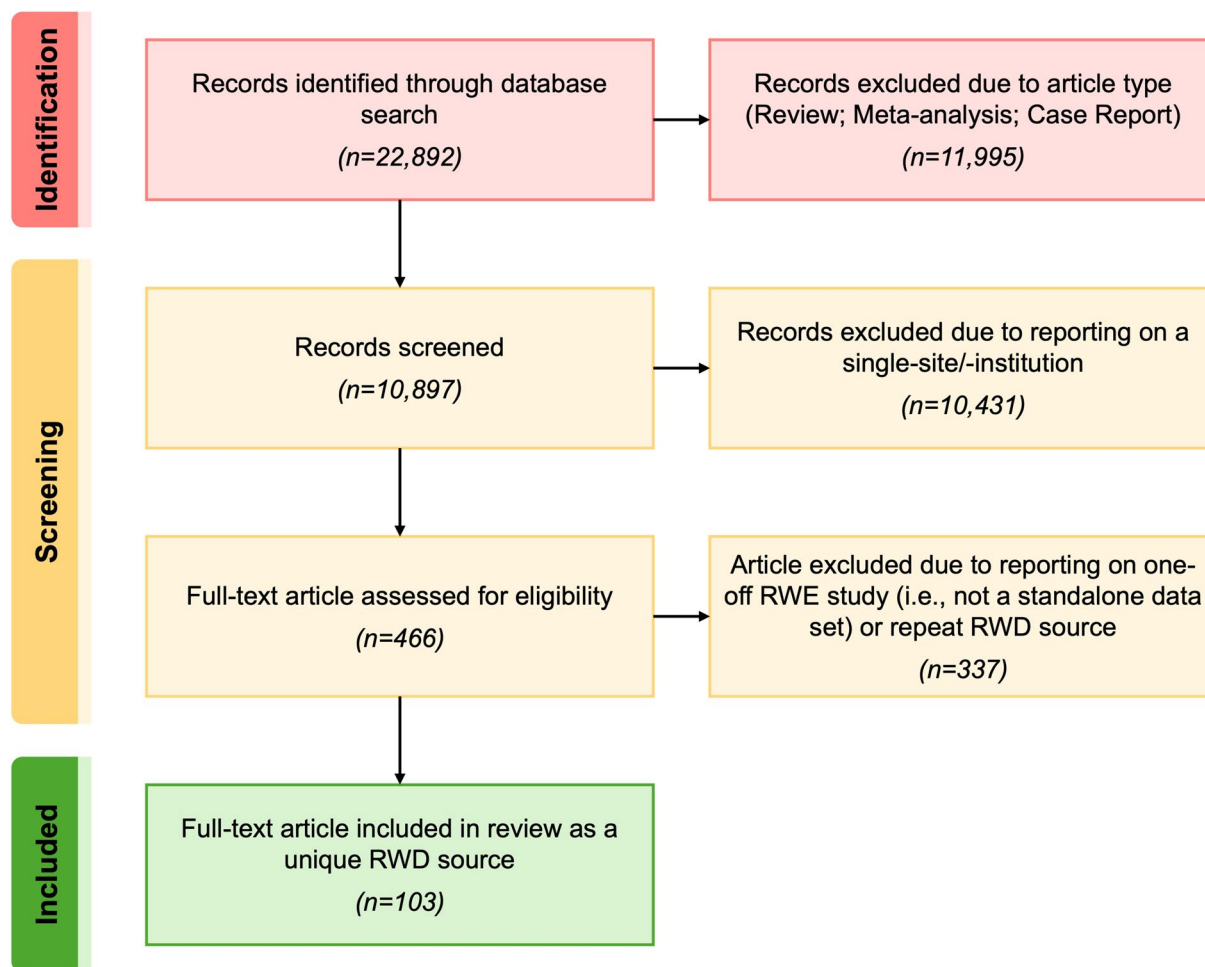 Identification
Records identified through database
search
(n=22,892)
Records excluded due to article type
(Review; Meta-analysis; Case Report)
(n=11,995)
Screening
Records screened
(n=10,897)
Records excluded due to reporting on a
single-site/-institution
(n=10,431)
Full-text article assessed for eligibility
(n=466)
Article excluded due to reporting on one-
off RWE study (i.e., not a standalone data
set) or repeat RWD source
(n=337)
Included
Full-text article included in review as a
unique RWD source
(n=103)